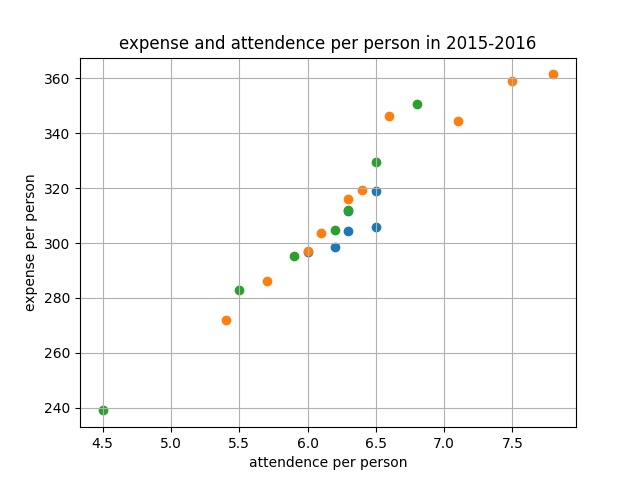 expense and attendence per person in 2015-2016
expense per person
360
340
320
300
280
260
240
4.5 5.0 5.5 6.0 6.5 7.0 7.5
attendence per person